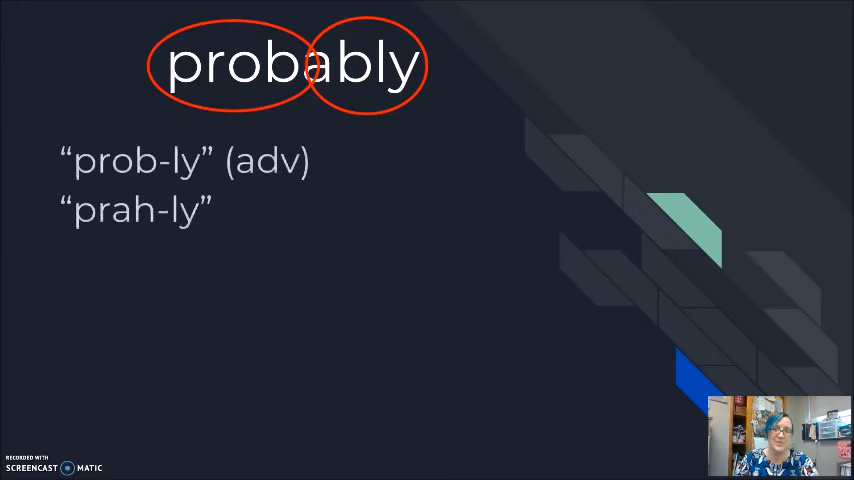 probably
“prob-ly” (adv)
“prah-ly”
RECORDED WITH
SCREENCAST MATIC